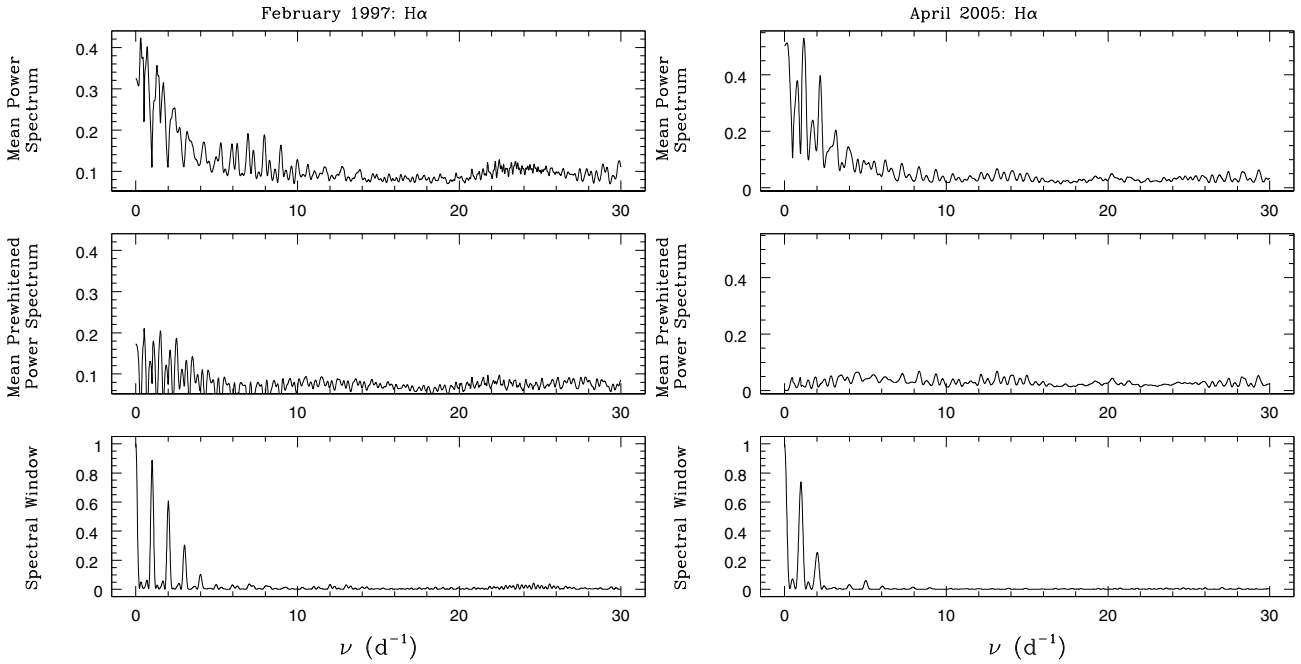 February 1997: Hα
April 2005: Hα
Mean Power
Spectrum
0.4
0.3
0.2
0.1
0 10 20 30
Mean Power
Spectrum
0.4
0.2
0
0 10 20 30
Mean Prewhitened
Power Spectrum
0.4
0.3
0.2
0.1
0 10 20 30
Mean Prewhitened
Power Spectrum
0.4
0.2
0
0 10 20 30
Spectral Window
1
0.8
0.6
0.4
0.2
0
0 10 20 30
ν (d⁻¹)
Spectral Window
1
0.8
0.6
0.4
0.2
0
0 10 20 30
ν (d⁻¹)